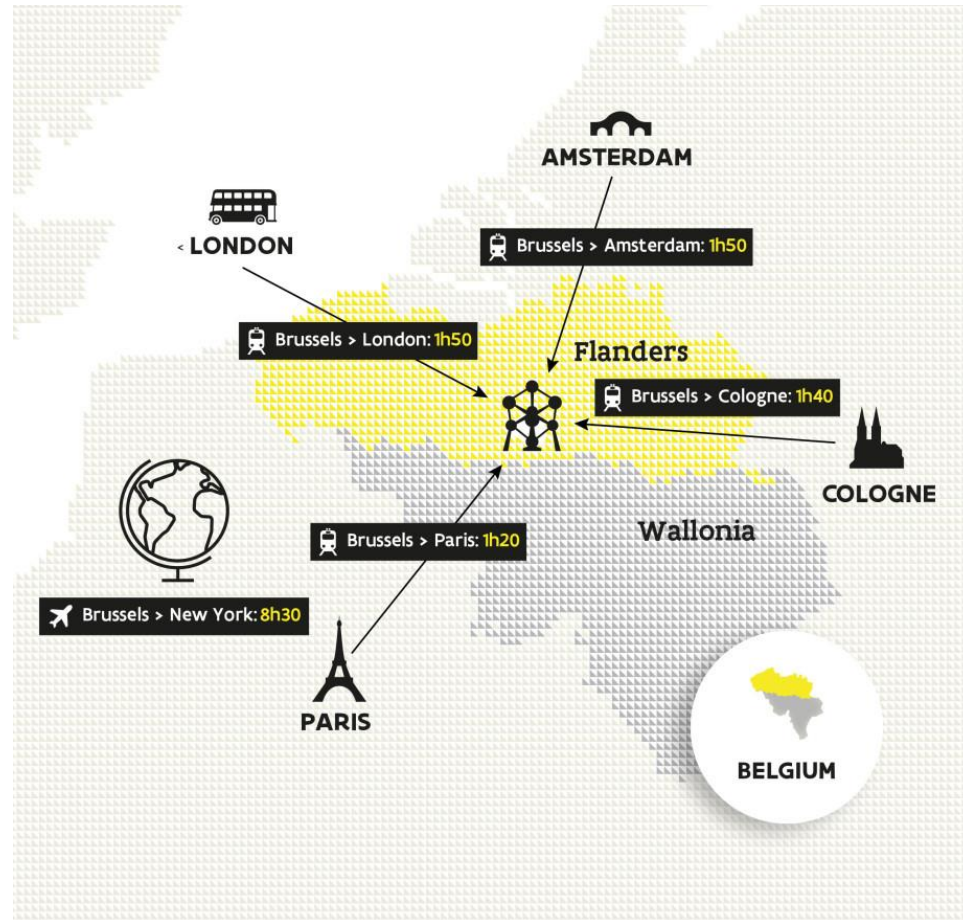 AMSTERDAM
< LONDON
Brussels > Amsterdam: 1h50
Brussels > London: 1h50
Flanders
Brussels > Cologne: 1h40
COLOGNE
Wallonia
Brussels > Paris: 1h20
Brussels > New York: 8h30
PARIS
BELGIUM